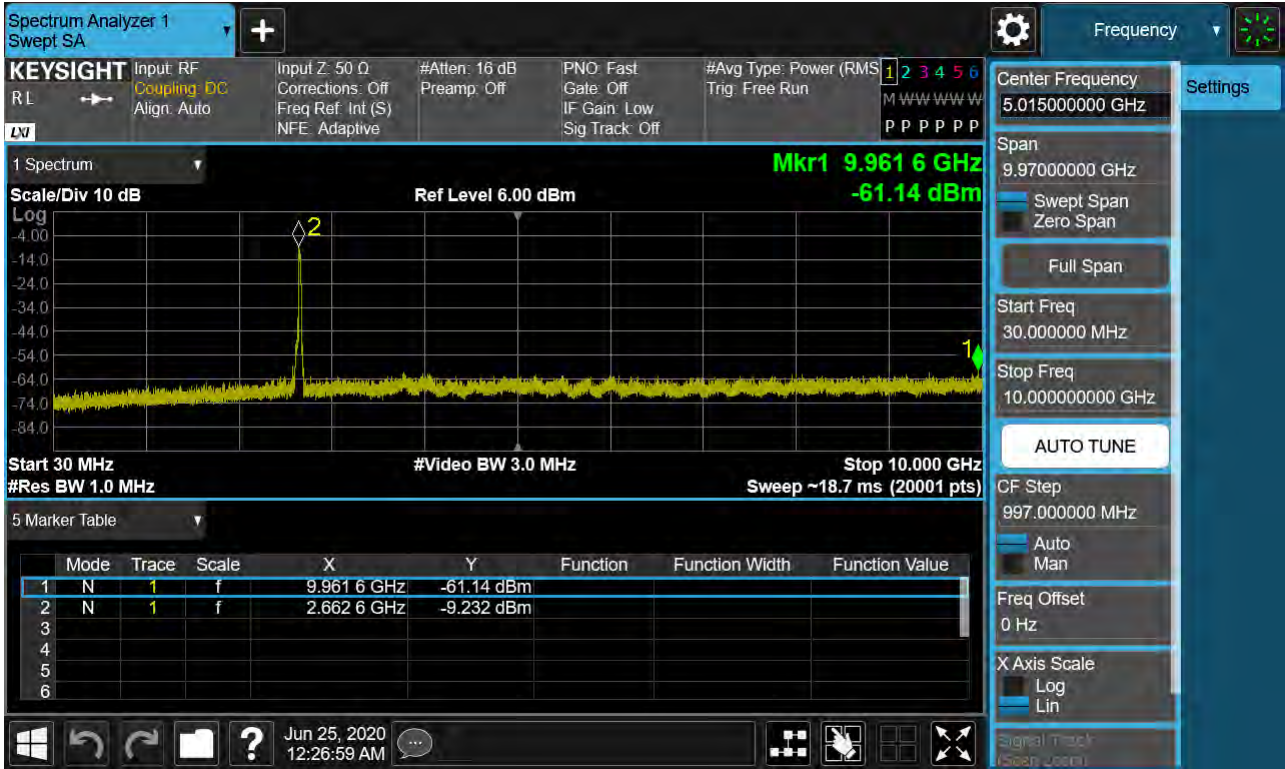 Spectrum Analyzer 1
Swept SA
Frequency
KEYSIGHT
RL
LXI
Input: RF
Coupling: DC
Align: Auto
Input Z: 50 Ω
Corrections: Off
Freq Ref: Int (S)
NFE: Adaptive
#Atten: 16 dB
Preamp: Off
PNO: Fast
Gate: Off
IF Gain: Low
Sig Track: Off
#Avg Type: Power (RMS
Trig: Free Run
1 2 3 4 5 6
M W W W W W
P P P P P P
Center Frequency
5.015000000 GHz
Settings
Span
9.97000000 GHz
Swept Span
Zero Span
Full Span
Start Freq
30.000000 MHz
Stop Freq
10.000000000 GHz
AUTO TUNE
CF Step
997.000000 MHz
Auto
Man
Freq Offset
0 Hz
X Axis Scale
Log
Lin
Signal Track
(Span Zoom)
1 Spectrum
Mkr1 9.961 6 GHz
Scale/Div 10 dB
Ref Level 6.00 dBm
-61.14 dBm
Log
2
-4.00
-14.0
-24.0
-34.0
-44.0
1
-54.0
-64.0
-74.0
-84.0
Start 30 MHz
#Video BW 3.0 MHz
Stop 10.000 GHz
#Res BW 1.0 MHz
Sweep ~18.7 ms (20001 pts)
5 Marker Table
Mode Trace Scale X Y Function Function Width Function Value
1 N 1 f 9.961 6 GHz -61.14 dBm
2 N 1 f 2.662 6 GHz -9.232 dBm
3
4
5
6
?
Jun 25, 2020
12:26:59 AM